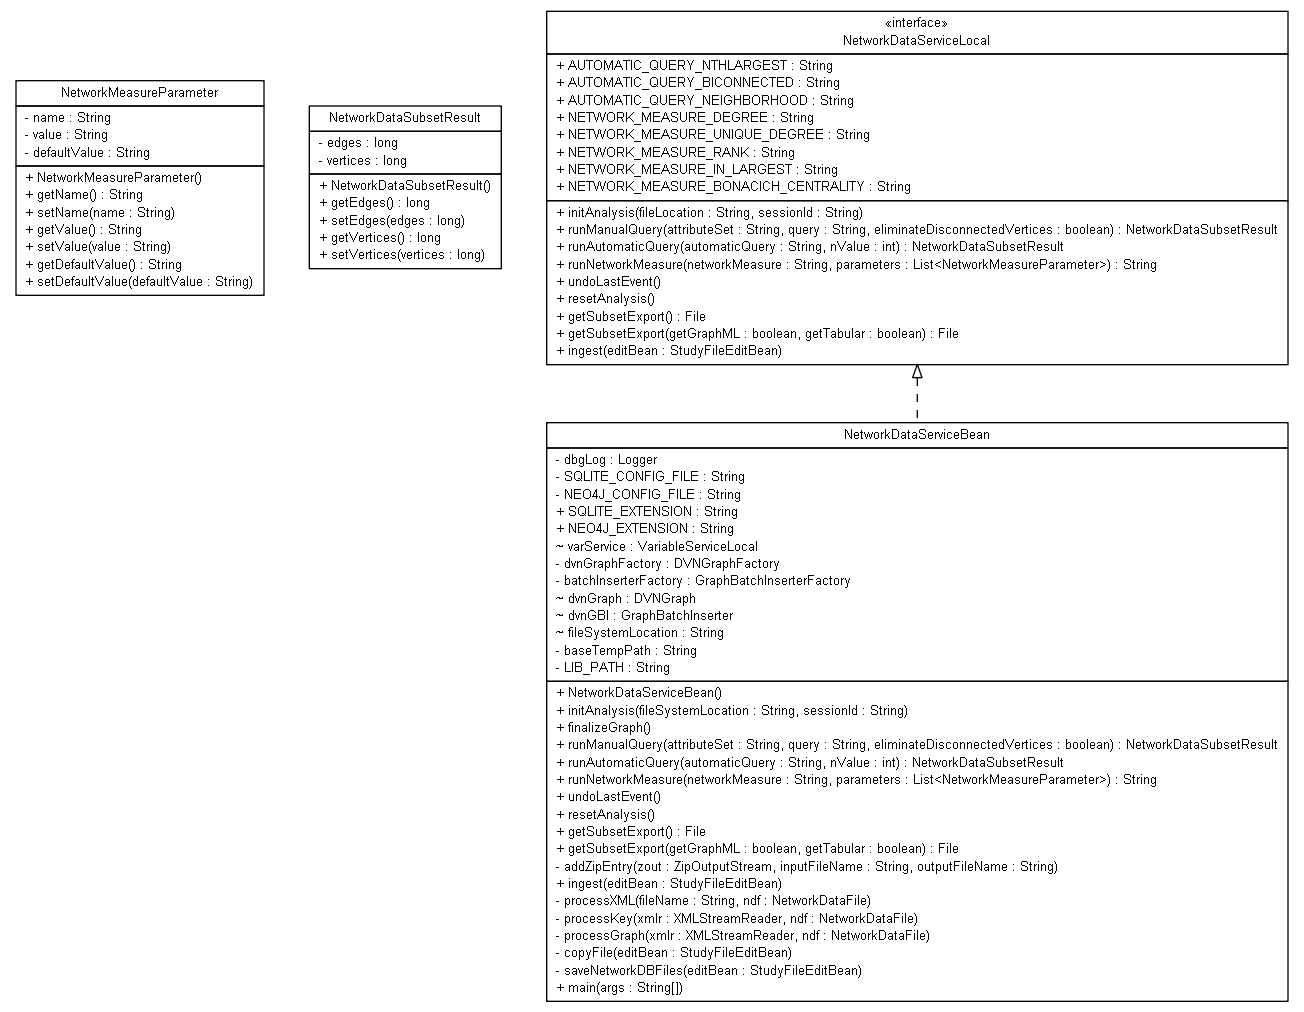 NetworkMeasureParameter
- name : String
- value : String
- defaultValue : String
+ NetworkMeasureParameter()
+ getName() : String
+ setName(name : String)
+ getValue() : String
+ setValue(value : String)
+ getDefaultValue() : String
+ setDefaultValue(defaultValue : String)
NetworkDataSubsetResult
- edges : long
- vertices : long
+ NetworkDataSubsetResult()
+ getEdges() : long
+ setEdges(edges : long)
+ getVertices() : long
+ setVertices(vertices : long)
«interface»
NetworkDataServiceLocal
+ AUTOMATIC_QUERY_NTHLARGEST : String
+ AUTOMATIC_QUERY_BICONNECTED : String
+ AUTOMATIC_QUERY_NEIGHBORHOOD : String
+ NETWORK_MEASURE_DEGREE : String
+ NETWORK_MEASURE_UNIQUE_DEGREE : String
+ NETWORK_MEASURE_RANK : String
+ NETWORK_MEASURE_IN_LARGEST : String
+ NETWORK_MEASURE_BONACICH_CENTRALITY : String
+ initAnalysis(fileLocation : String, sessionId : String)
+ runManualQuery(attributeSet : String, query : String, eliminateDisconnectedVertices : boolean) : NetworkDataSubsetResult
+ runAutomaticQuery(automaticQuery : String, nValue : int) : NetworkDataSubsetResult
+ runNetworkMeasure(networkMeasure : String, parameters : List<NetworkMeasureParameter>) : String
+ undoLastEvent()
+ resetAnalysis()
+ getSubsetExport() : File
+ getSubsetExport(getGraphML : boolean, getTabular : boolean) : File
+ ingest(editBean : StudyFileEditBean)
NetworkDataServiceBean
- dbgLog : Logger
- SQLITE_CONFIG_FILE : String
- NEO4J_CONFIG_FILE : String
+ SQLITE_EXTENSION : String
+ NEO4J_EXTENSION : String
~ varService : VariableServiceLocal
- dvnGraphFactory : DVNGraphFactory
- batchInserterFactory : GraphBatchInserterFactory
~ dvnGraph : DVNGraph
~ dvnGBI : GraphBatchInserter
~ fileSystemLocation : String
- baseTempPath : String
- LIB_PATH : String
+ NetworkDataServiceBean()
+ initAnalysis(fileSystemLocation : String, sessionId : String)
+ finalizeGraph()
+ runManualQuery(attributeSet : String, query : String, eliminateDisconnectedVertices : boolean) : NetworkDataSubsetResult
+ runAutomaticQuery(automaticQuery : String, nValue : int) : NetworkDataSubsetResult
+ runNetworkMeasure(networkMeasure : String, parameters : List<NetworkMeasureParameter>) : String
+ undoLastEvent()
+ resetAnalysis()
+ getSubsetExport() : File
+ getSubsetExport(getGraphML : boolean, getTabular : boolean) : File
- addZipEntry(zout : ZipOutputStream, inputFileName : String, outputFileName : String)
+ ingest(editBean : StudyFileEditBean)
- processXML(fileName : String, ndf : NetworkDataFile)
- processKey(xmlr : XMLStreamReader, ndf : NetworkDataFile)
- processGraph(xmlr : XMLStreamReader, ndf : NetworkDataFile)
- copyFile(editBean : StudyFileEditBean)
- saveNetworkDBFiles(editBean : StudyFileEditBean)
+ main(args : String[])